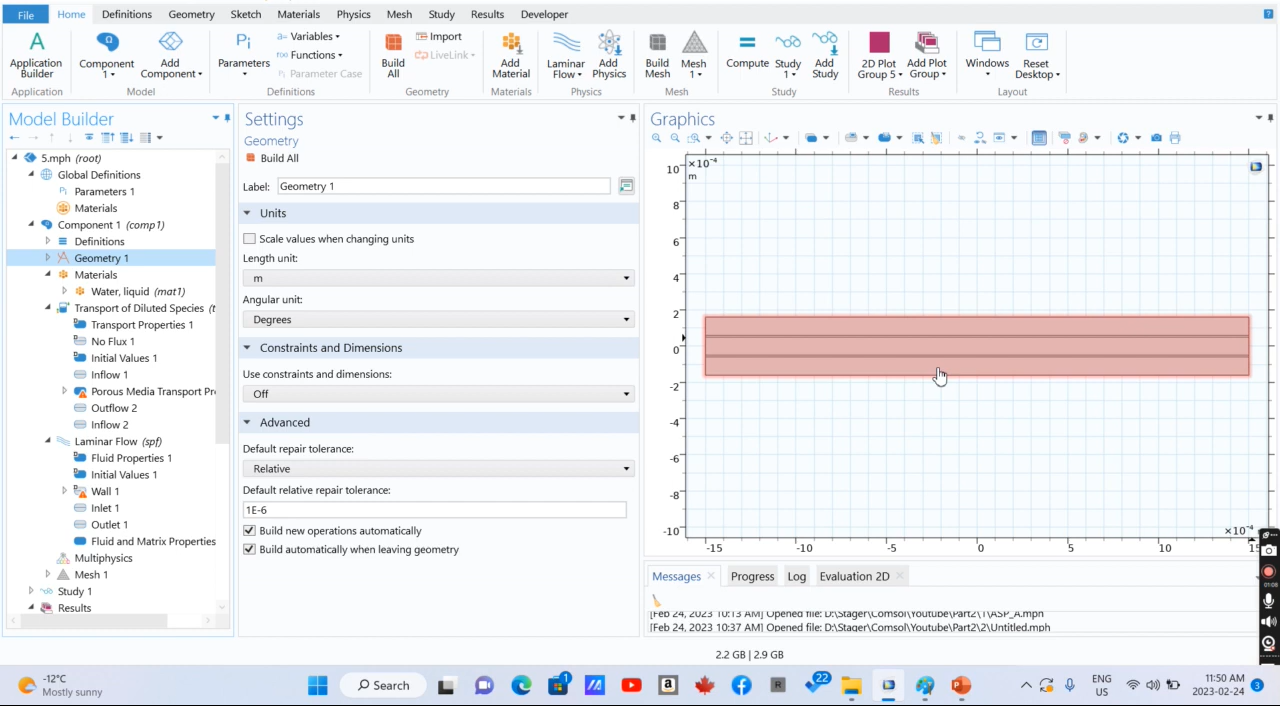 File Home Definitions Geometry Sketch Materials Physics Mesh Study Results Developer
Application Builder
Application
Component 1
Add Component
Model
Pi
Parameters
a= Variables
f(x) Functions
Pi Parameter Case
Definitions
Build All
Import
LiveLink
Geometry
Add Material
Materials
Laminar Flow
Add Physics
Physics
Build Mesh
Mesh 1
Mesh
Compute
Study 1
Add Study
Study
2D Plot Group 5
Add Plot Group
Results
Windows
Reset Desktop
Layout
Model Builder
5.mph (root)
Global Definitions
Pi Parameters 1
Materials
Component 1 (comp1)
Definitions
Geometry 1
Materials
Water, liquid (mat1)
Transport of Diluted Species (t
Transport Properties 1
No Flux 1
Initial Values 1
Inflow 1
Porous Media Transport Pr
Outflow 2
Inflow 2
Laminar Flow (spf)
Fluid Properties 1
Initial Values 1
Wall 1
Inlet 1
Outlet 1
Fluid and Matrix Properties
Multiphysics
Mesh 1
Study 1
Results
Settings
Geometry
Build All
Label: Geometry 1
Units
Scale values when changing units
Length unit:
m
Angular unit:
Degrees
Constraints and Dimensions
Use constraints and dimensions:
Off
Advanced
Default repair tolerance:
Relative
Default relative repair tolerance:
1E-6
Build new operations automatically
Build automatically when leaving geometry
Graphics
×10⁻⁴
m
10
8
6
4
2
0
-2
-4
-6
-8
-10
×10⁻⁴
-15 -10 -5 0 5 10 15
Messages Progress Log Evaluation 2D
[Feb 24, 2023 10:13 AM] Opened file: D:\Stager\Comsol\Youtube\Part2\1\ASP_A.mph
[Feb 24, 2023 10:37 AM] Opened file: D:\Stager\Comsol\Youtube\Part2\2\Untitled.mph
2.2 GB | 2.9 GB
-12°C
Mostly sunny
Search
1
R
22
ENG
US
11:50 AM
2023-02-24
3